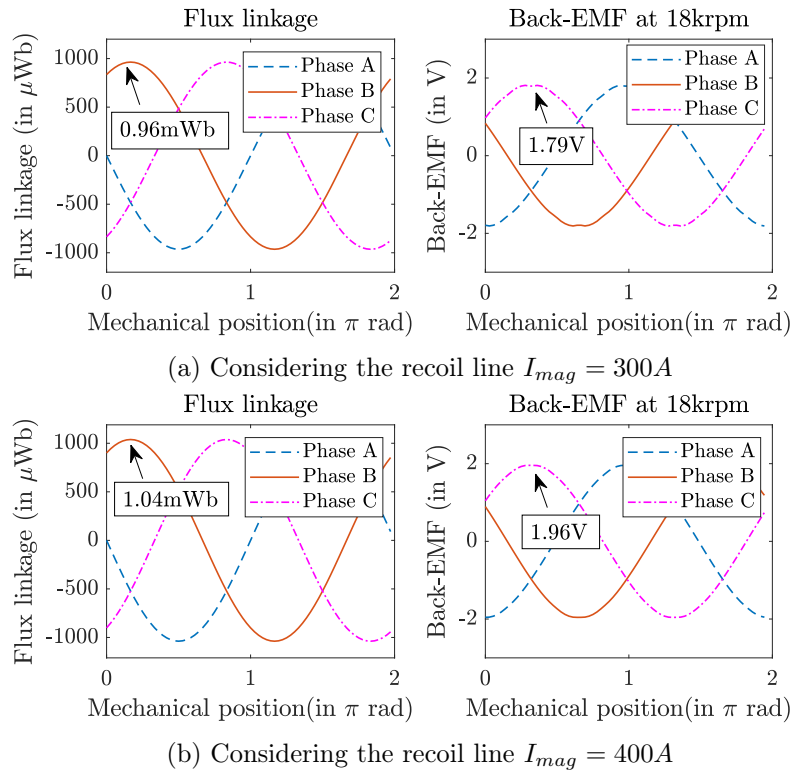 Flux linkage
Flux linkage (in μWb)
1000
500
0
-500
-1000
0.96mWb
Phase A
Phase B
Phase C
0
1
2
Mechanical position(in π rad)
Back-EMF at 18krpm
Back-EMF (in V)
2
0
-2
1.79V
Phase A
Phase B
Phase C
0
1
2
Mechanical position(in π rad)
(a) Considering the recoil line I_{mag} = 300A
Flux linkage
Flux linkage (in μWb)
1000
500
0
-500
-1000
1.04mWb
Phase A
Phase B
Phase C
0
1
2
Mechanical position(in π rad)
Back-EMF at 18krpm
Back-EMF (in V)
2
0
-2
1.96V
Phase A
Phase B
Phase C
0
1
2
Mechanical position(in π rad)
(b) Considering the recoil line I_{mag} = 400A